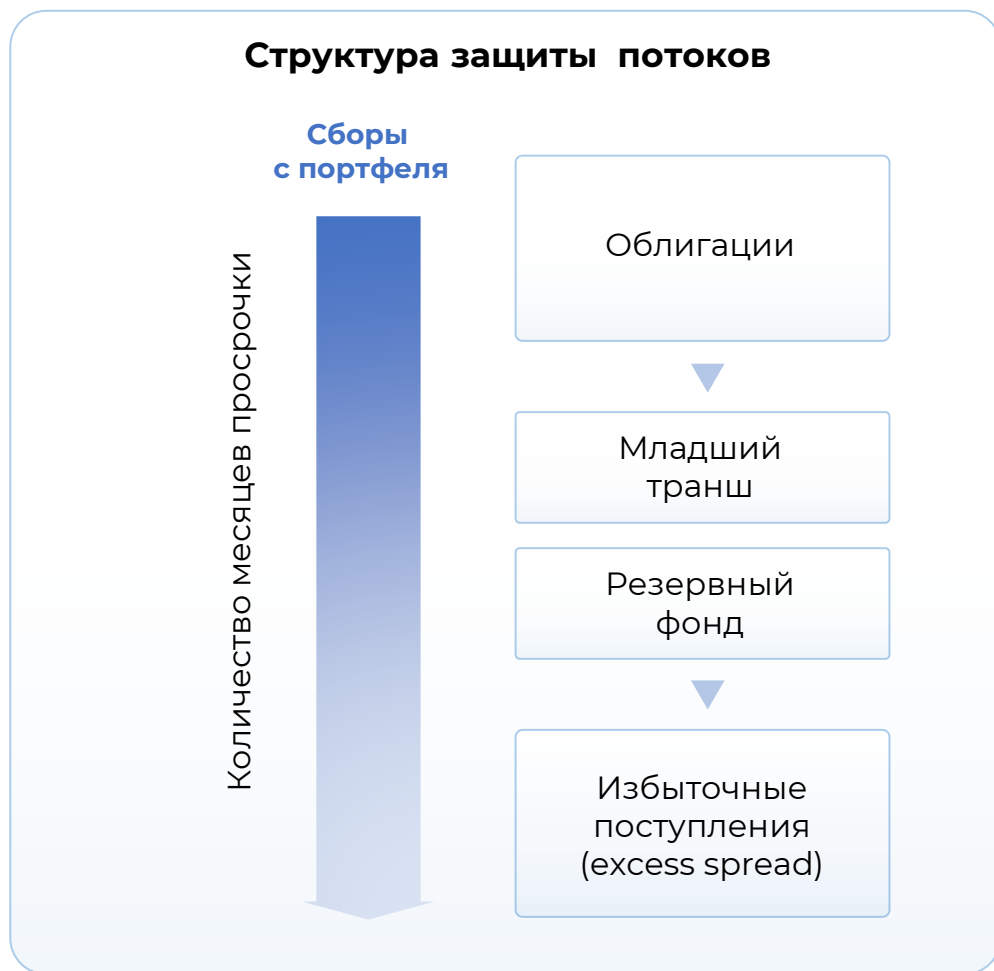 Структура защиты потоков
Сборы
с портфеля
Количество месяцев просрочки
Облигации
Младший
транш
Резервный
фонд
Избыточные
поступления
(excess spread)